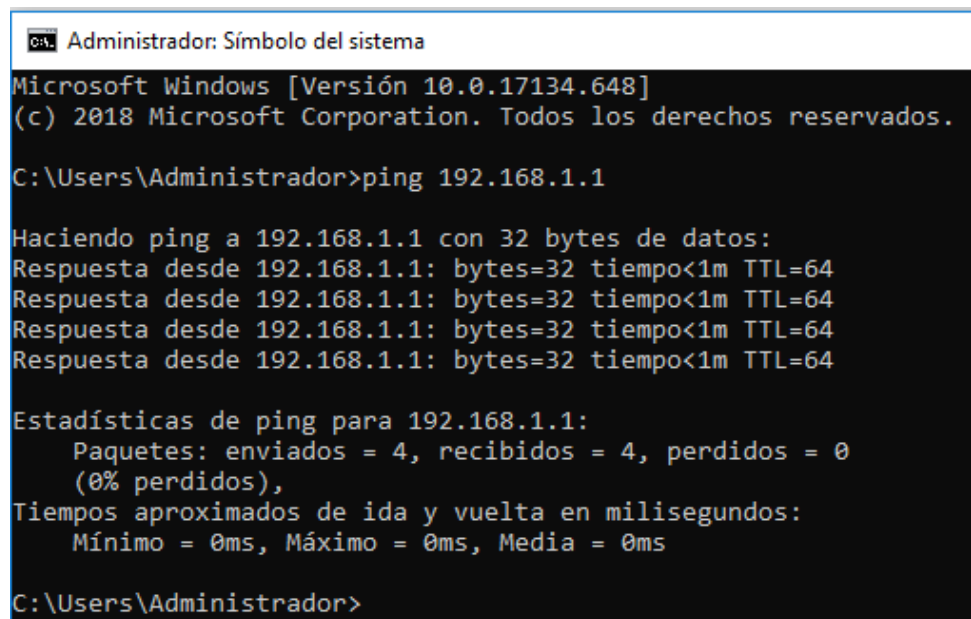 Administrador: Símbolo del sistema
Microsoft Windows [Versión 10.0.17134.648]
(c) 2018 Microsoft Corporation. Todos los derechos reservados.
C:\Users\Administrador>ping 192.168.1.1
Haciendo ping a 192.168.1.1 con 32 bytes de datos:
Respuesta desde 192.168.1.1: bytes=32 tiempo<1m TTL=64
Respuesta desde 192.168.1.1: bytes=32 tiempo<1m TTL=64
Respuesta desde 192.168.1.1: bytes=32 tiempo<1m TTL=64
Respuesta desde 192.168.1.1: bytes=32 tiempo<1m TTL=64
Estadísticas de ping para 192.168.1.1:
    Paquetes: enviados = 4, recibidos = 4, perdidos = 0
    (0% perdidos),
Tiempos aproximados de ida y vuelta en milisegundos:
    Mínimo = 0ms, Máximo = 0ms, Media = 0ms
C:\Users\Administrador>